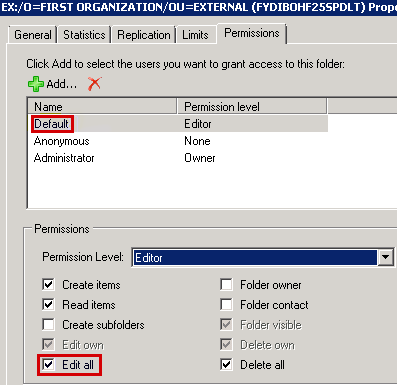 EX:/O=FIRST ORGANIZATION/OU=EXTERNAL (FYDIBOHF25SPDLT) Prope
General Statistics Replication Limits Permissions
Click Add to select the users you want to grant access to this folder:
Add...
Name Permission level
Default Editor
Anonymous None
Administrator Owner
Permissions
Permission Level: Editor
Create items Folder owner
Read items Folder contact
Create subfolders Folder visible
Edit own Delete own
Edit all Delete all